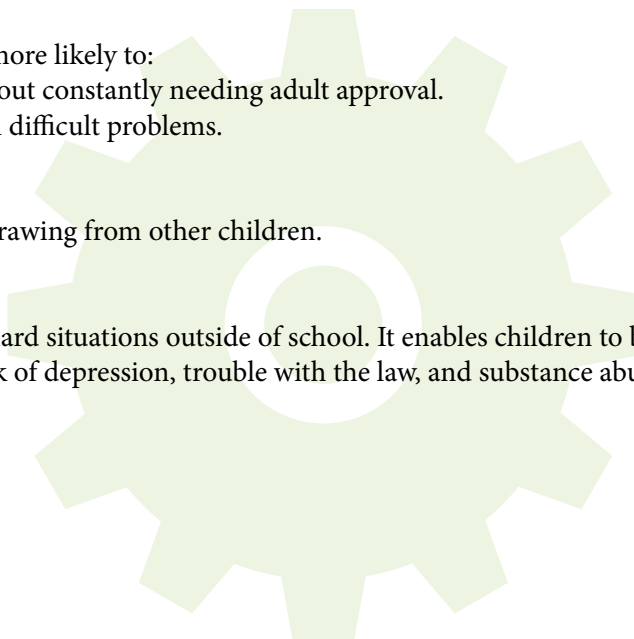 more likely to:
out constantly needing adult approval.
difficult problems.
rawing from other children.
ard situations outside of school. It enables children to b
k of depression, trouble with the law, and substance abu